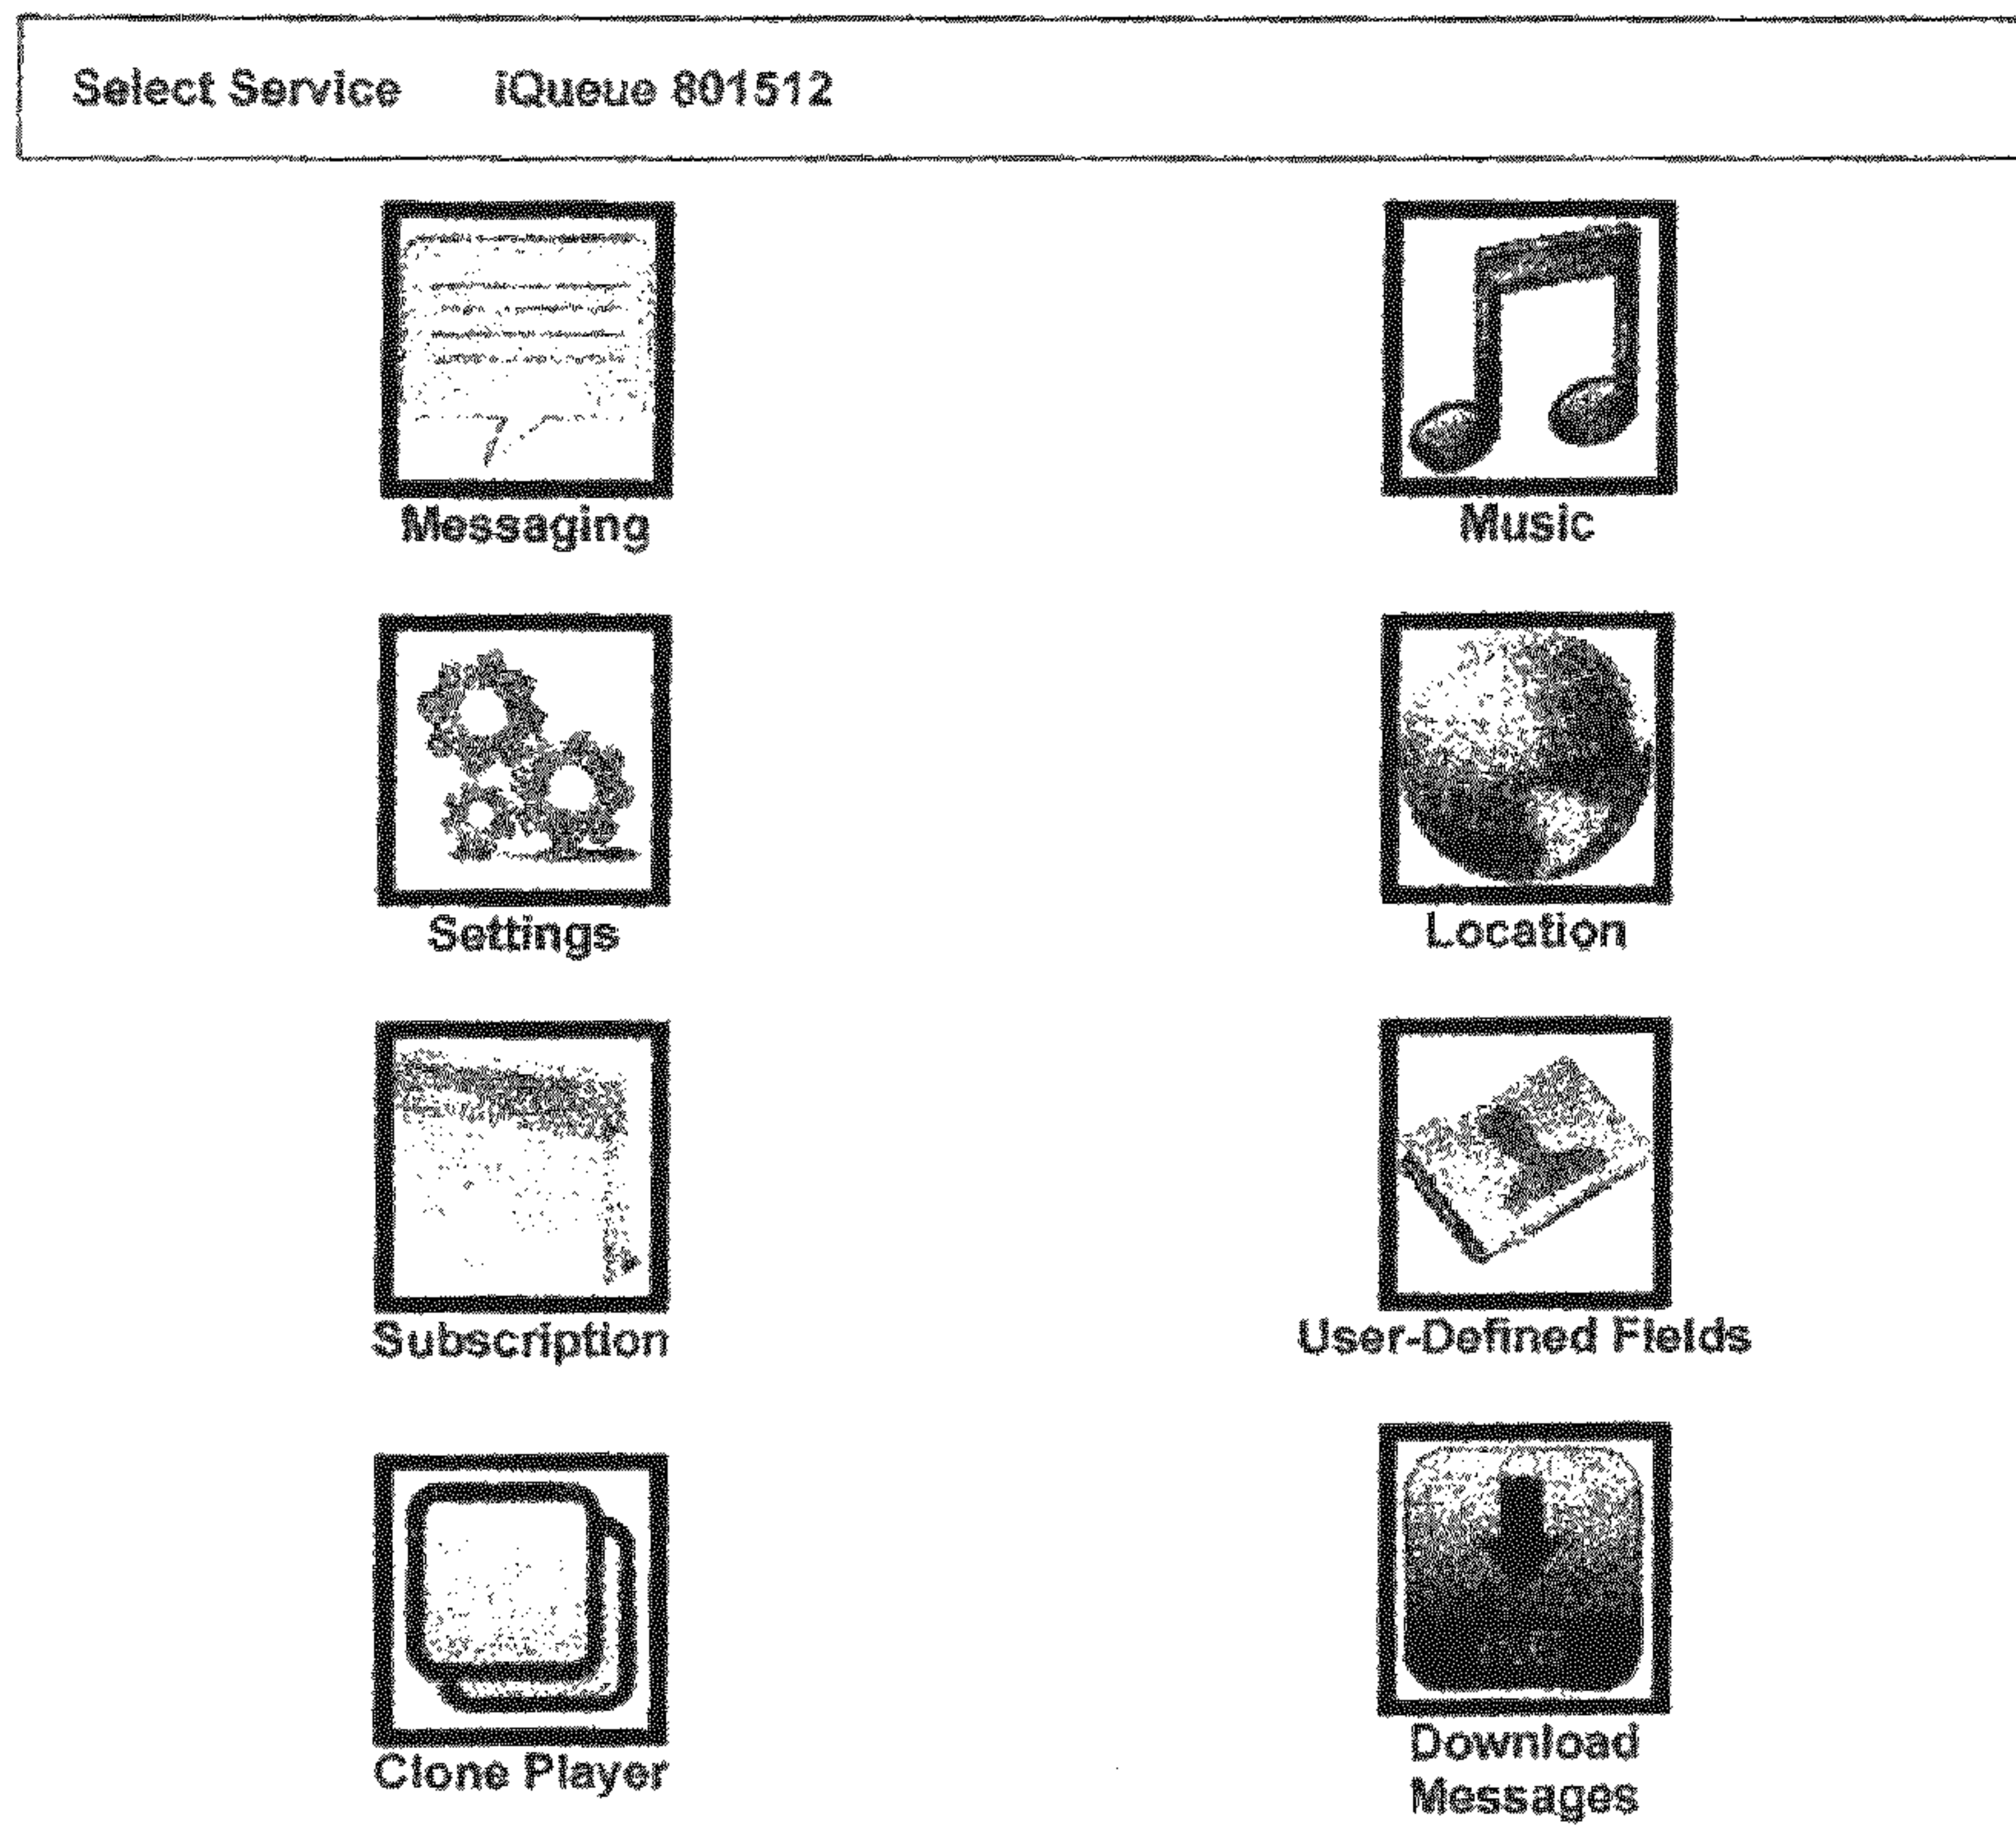 Select Service iQueue 801512
Messaging
Music
Settings
Location
Subscription
User-Defined Fields
Clone Player
Download
Messages